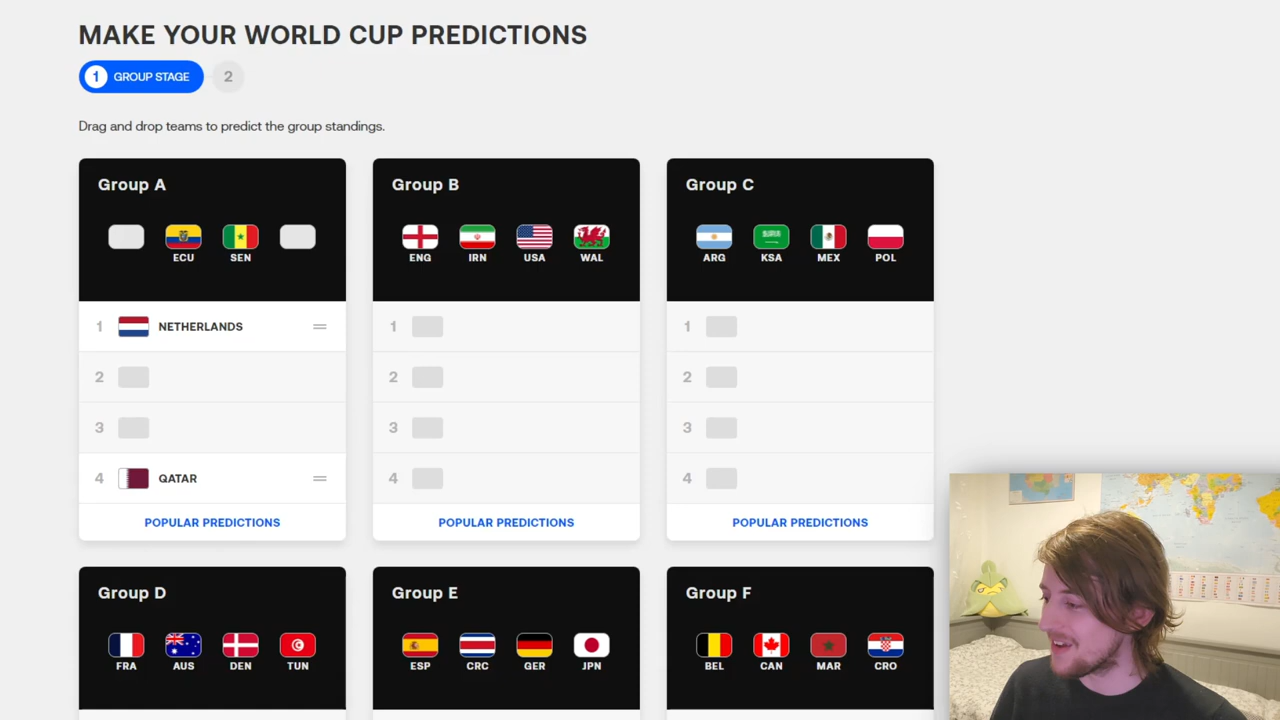 MAKE YOUR WORLD CUP PREDICTIONS
1 GROUP STAGE 2
Drag and drop teams to predict the group standings.
Group A
ECU SEN
1 NETHERLANDS
2
3
4 QATAR
POPULAR PREDICTIONS
Group B
ENG IRN USA WAL
1
2
3
4
POPULAR PREDICTIONS
Group C
ARG KSA MEX POL
1
2
3
4
POPULAR PREDICTIONS
Group D
FRA AUS DEN TUN
Group E
ESP CRC GER JPN
Group F
BEL CAN MAR CRO